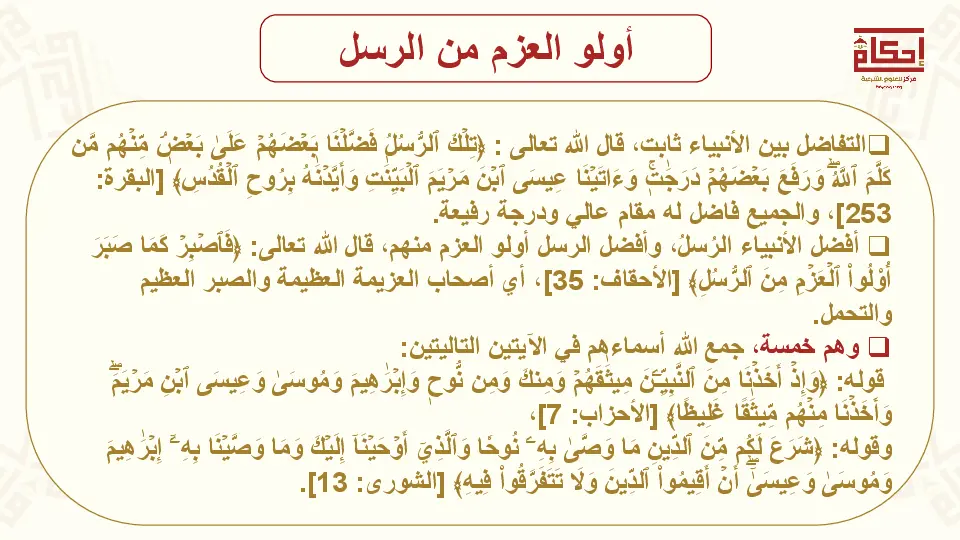 أولو العزم من الرسل
إحكام
مركز للعلوم الشرعية
❑التفاضل بين الأنبياء ثابت، قال الله تعالى : ﴿تِلۡكَ ٱلرُّسُلُ فَضَّلۡنَا بَعۡضَهُمۡ عَلَىٰ بَعۡضٖۘ مِّنۡهُم مَّن
كَلَّمَ ٱللَّهُۖ وَرَفَعَ بَعۡضَهُمۡ دَرَجَٰتٖۚ وَءَاتَيۡنَا عِيسَى ٱبۡنَ مَرۡيَمَ ٱلۡبَيِّنَٰتِ وَأَيَّدۡنَٰهُ بِرُوحِ ٱلۡقُدُسِ﴾ [البقرة:
253]، والجميع فاضل له مقام عالي ودرجة رفيعة.
❑ أفضل الأنبياء الرُسلُ، وأفضل الرسل أولو العزم منهم، قال الله تعالى: ﴿فَٱصۡبِرۡ كَمَا صَبَرَ
أُوْلُواْ ٱلۡعَزۡمِ مِنَ ٱلرُّسُلِ﴾ [الأحقاف: 35]، أي أصحاب العزيمة العظيمة والصبر العظيم
والتحمل.
❑ وهم خمسة، جمع الله أسماءهم في الآيتين التاليتين:
قوله: ﴿وَإِذۡ أَخَذۡنَا مِنَ ٱلنَّبِيِّـۧنَ مِيثَٰقَهُمۡ وَمِنكَ وَمِن نُّوحٖ وَإِبۡرَٰهِيمَ وَمُوسَىٰ وَعِيسَى ٱبۡنِ مَرۡيَمَۖ
وَأَخَذۡنَا مِنۡهُم مِّيثَٰقًا غَلِيظٗا﴾ [الأحزاب: 7]،
وقوله: ﴿شَرَعَ لَكُم مِّنَ ٱلدِّينِ مَا وَصَّىٰ بِهِۦ نُوحٗا وَٱلَّذِيٓ أَوۡحَيۡنَآ إِلَيۡكَ وَمَا وَصَّيۡنَا بِهِۦٓ إِبۡرَٰهِيمَ
وَمُوسَىٰ وَعِيسَىٰٓۖ أَنۡ أَقِيمُواْ ٱلدِّينَ وَلَا تَتَفَرَّقُواْ فِيهِ﴾ [الشورى: 13].